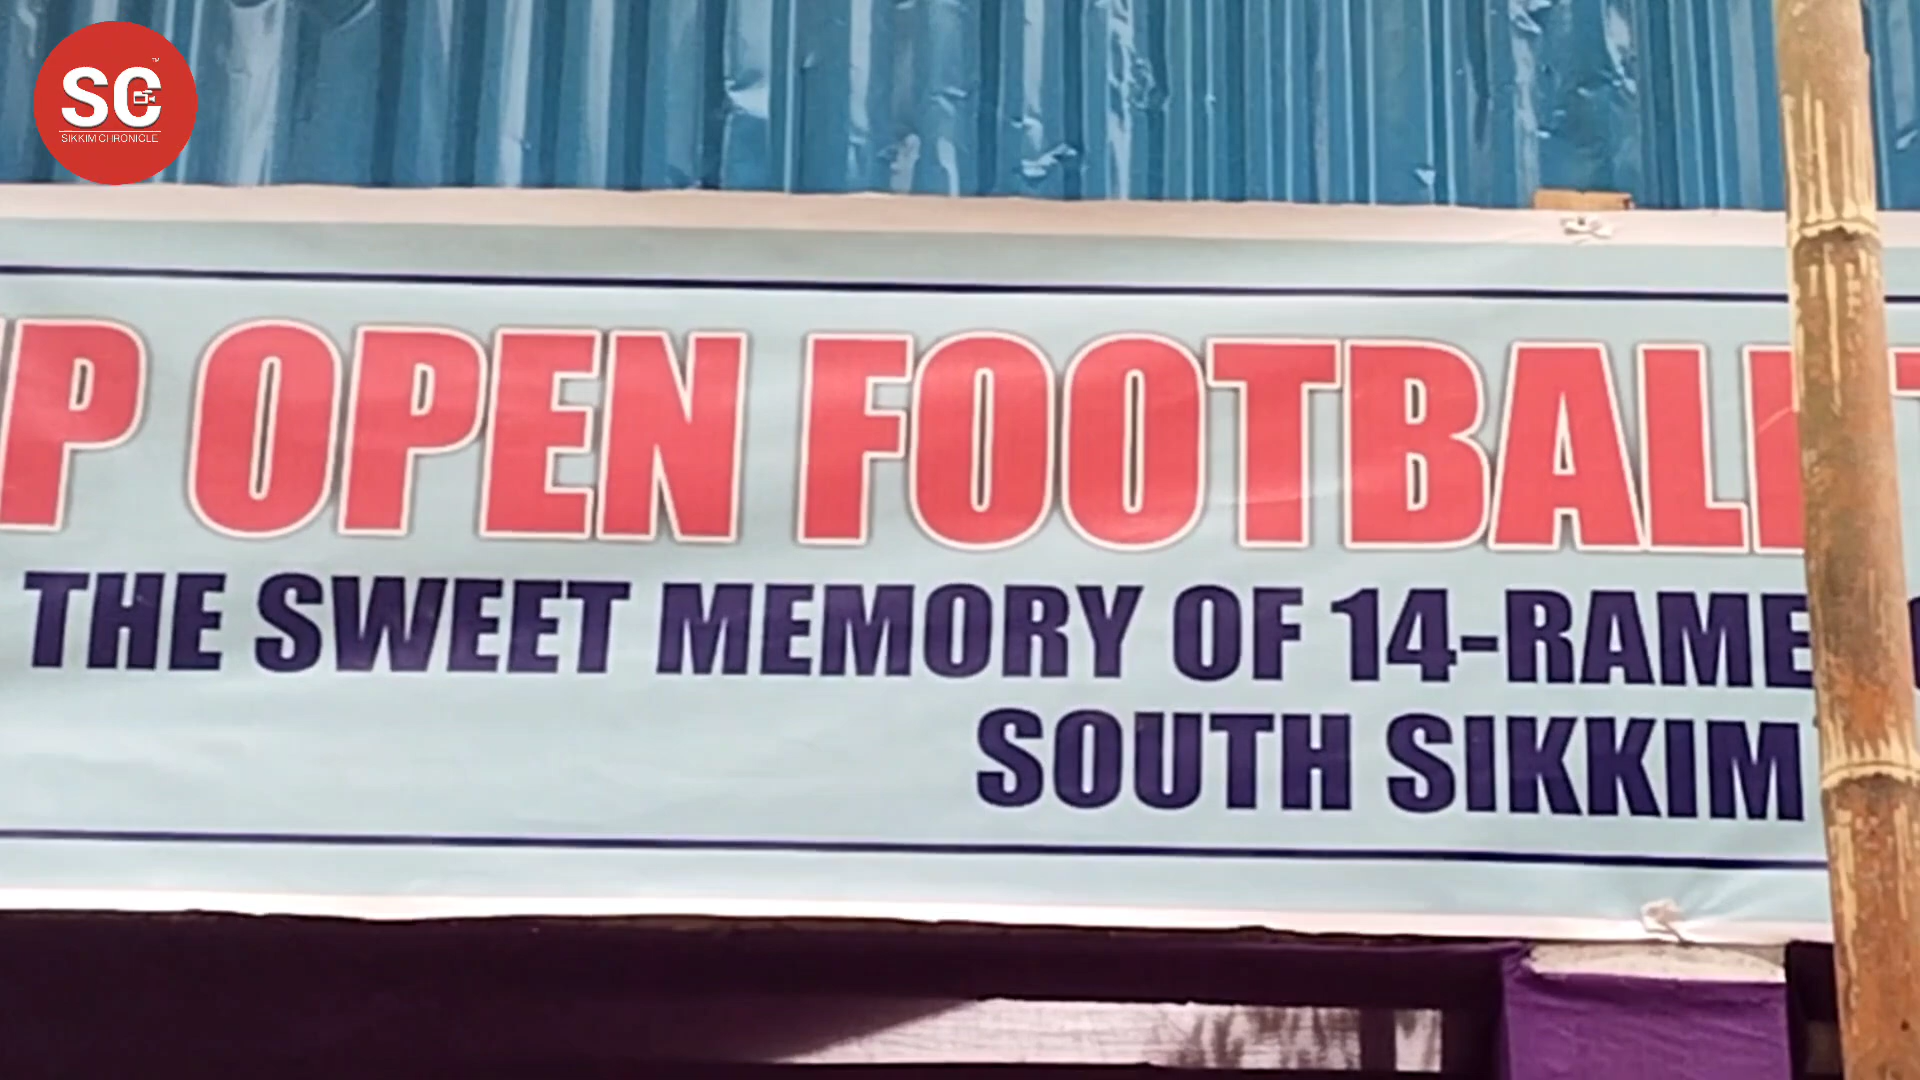 SC
SIKKIM CHRONICLE
P OPEN FOOTBALL T
THE SWEET MEMORY OF 14-RAME
SOUTH SIKKIM